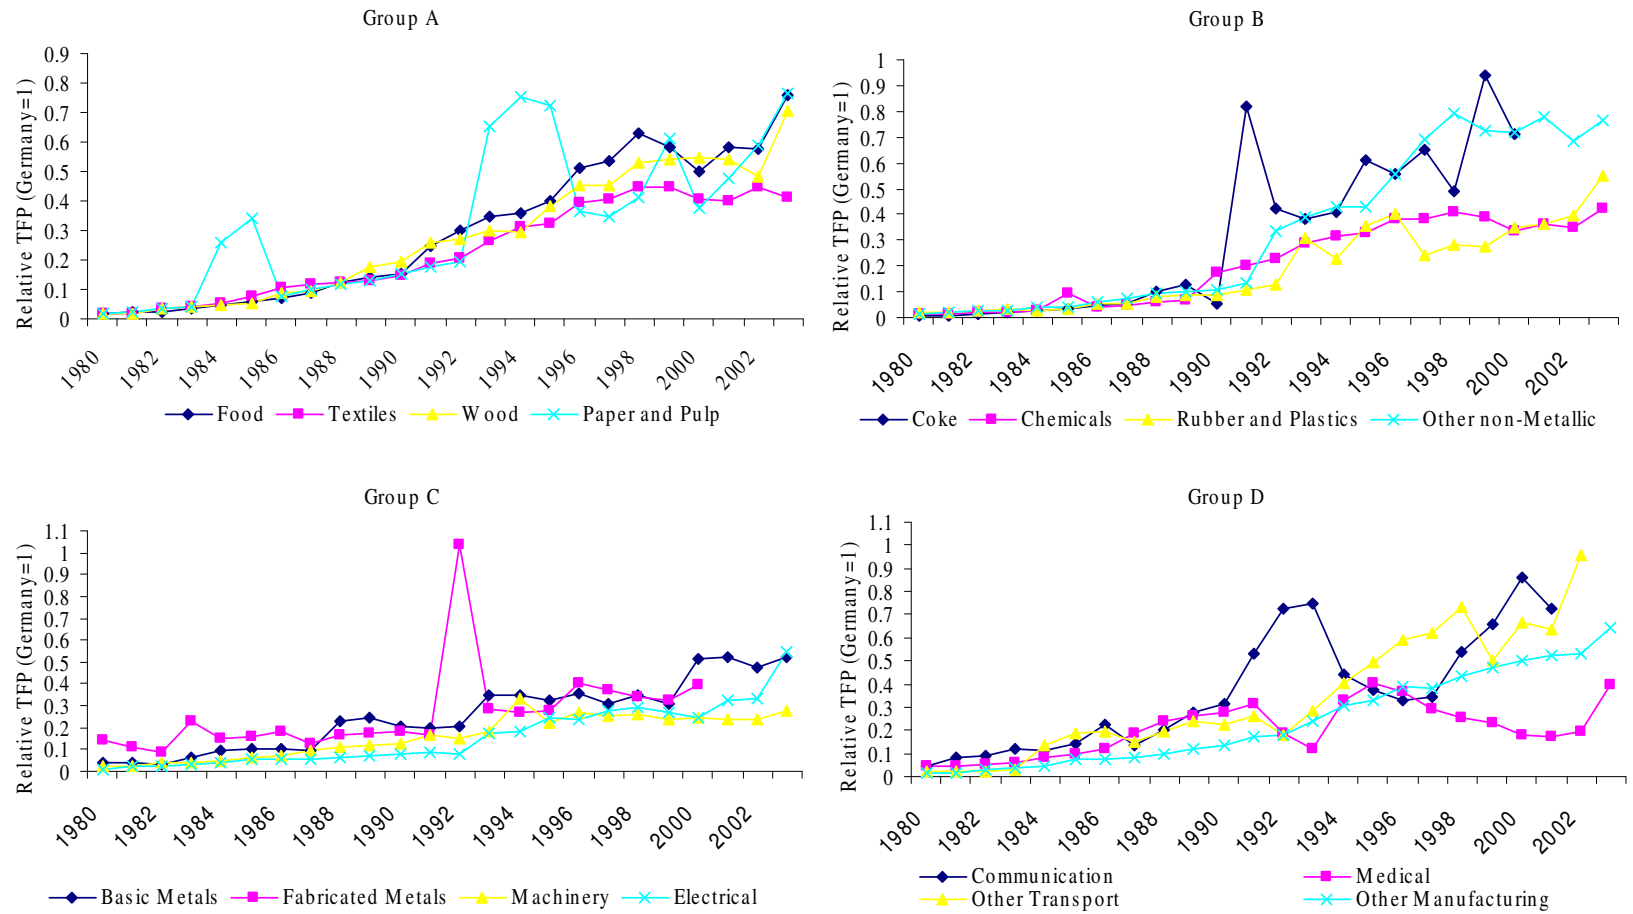 Group A
Relative TFP (Germany=1)
0.9
0.8
0.7
0.6
0.5
0.4
0.3
0.2
0.1
0
1980 1982 1984 1986 1988 1990 1992 1994 1996 1998 2000 2002
Food Textiles Wood Paper and Pulp
Group B
Relative TFP (Germany=1)
1
0.9
0.8
0.7
0.6
0.5
0.4
0.3
0.2
0.1
0
1980 1982 1984 1986 1988 1990 1992 1994 1996 1998 2000 2002
Coke Chemicals Rubber and Plastics Other non-Metallic
Group C
Relative TFP (Germany=1)
1.1
1
0.9
0.8
0.7
0.6
0.5
0.4
0.3
0.2
0.1
0
1980 1982 1984 1986 1988 1990 1992 1994 1996 1998 2000 2002
Basic Metals Fabricated Metals Machinery Electrical
Group D
Relative TFP (Germany=1)
1.1
1
0.9
0.8
0.7
0.6
0.5
0.4
0.3
0.2
0.1
0
1980 1982 1984 1986 1988 1990 1992 1994 1996 1998 2000 2002
Communication Medical
Other Transport Other Manufacturing